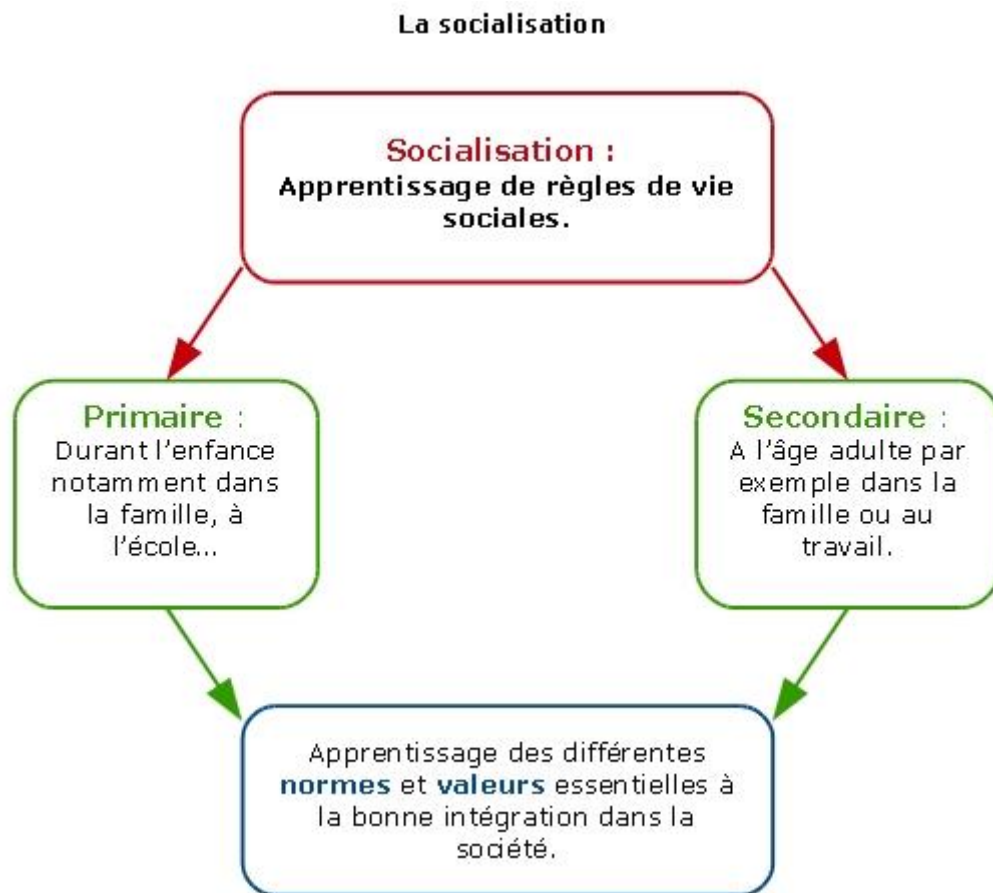 La socialisation
Socialisation :
Apprentissage de règles de vie
sociales.
Primaire :
Durant l'enfance
notamment dans
la famille, à
l'école...
Secondaire :
A l'âge adulte par
exemple dans la
famille ou au
travail.
Apprentissage des différentes
normes et valeurs essentielles à
la bonne intégration dans la
société.